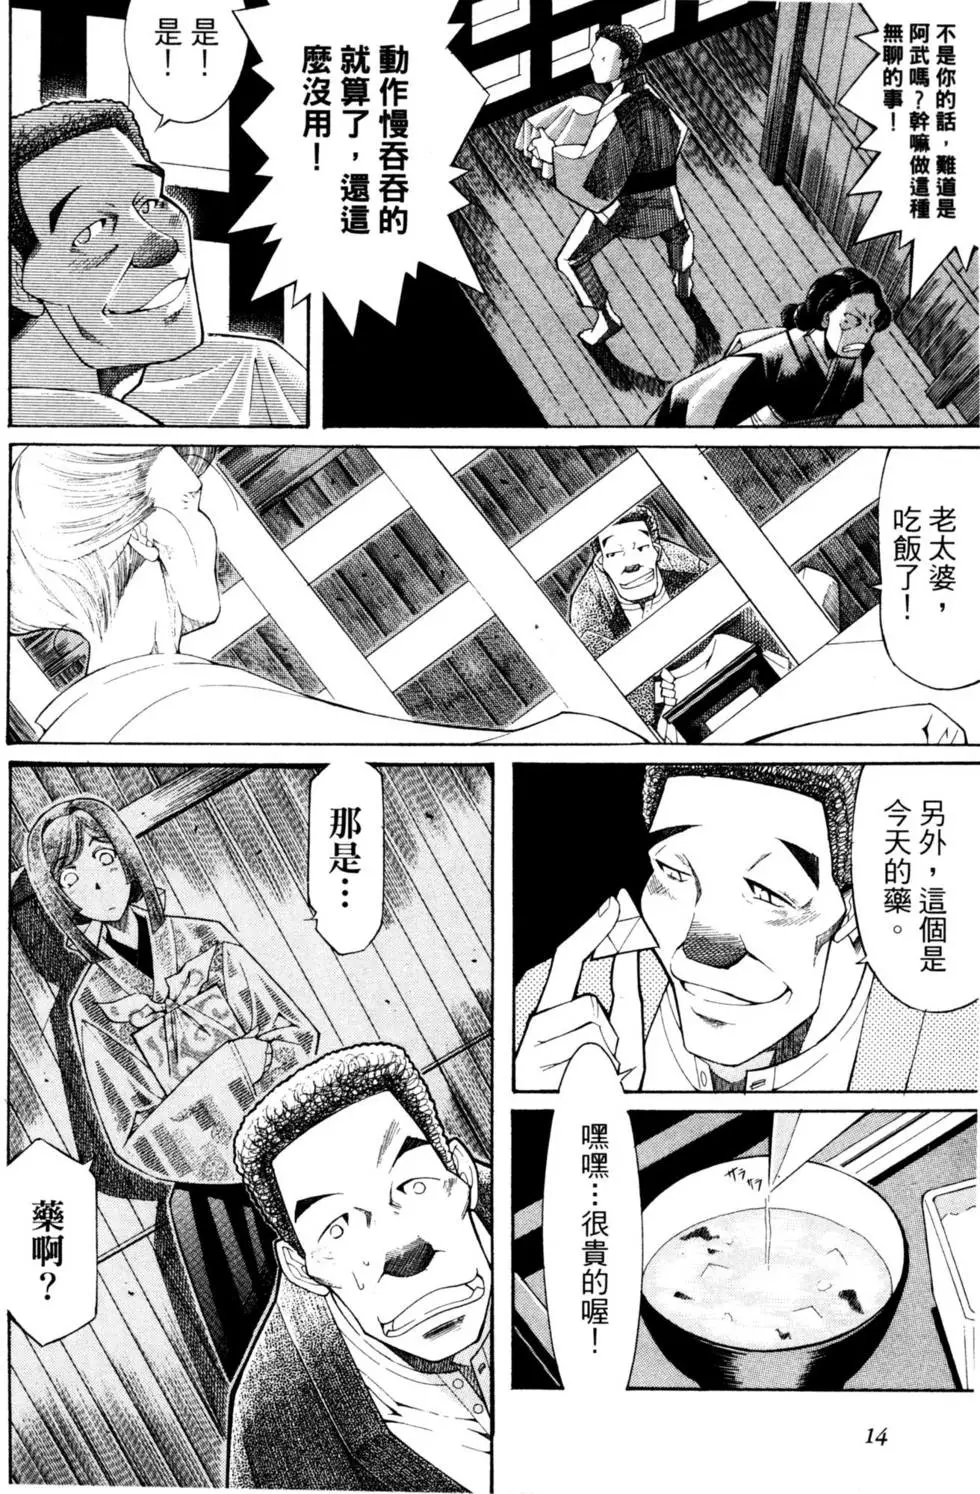 不是你的話，難道是
阿武嗎？幹嘛做這種
無聊的事！
動作慢吞吞的
就算了，還這
麼沒用！
是！
是！
老太婆，
吃飯了！
另外，這個是
今天的藥。
嘿嘿…很貴的喔！
那是…
藥啊？
14